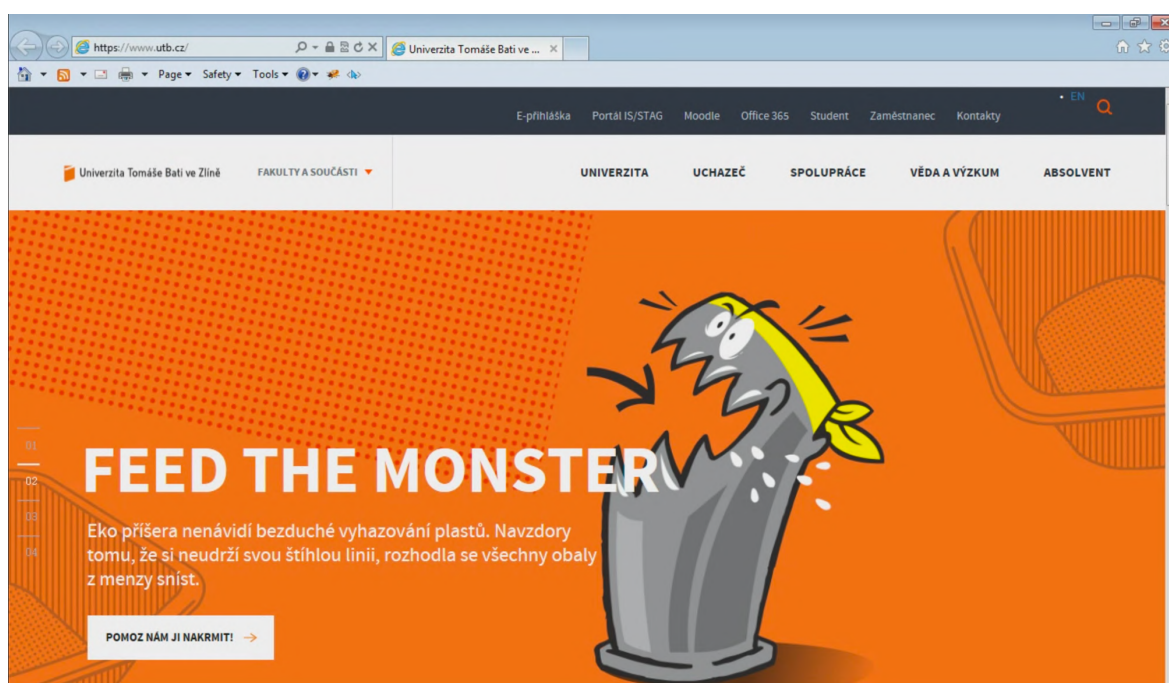 https://www.utb.cz/
Univerzita Tomáše Bati ve ...
Page Safety Tools
EN
E-přihláška Portál IS/STAG Moodle Office 365 Student Zaměstnanec Kontakty
Univerzita Tomáše Bati ve Zlíně FAKULTY A SOUČÁSTI UNIVERZITA UCHAZEČ SPOLUPRÁCE VĚDA A VÝZKUM ABSOLVENT
01
02
03
04
FEED THE MONSTER
Eko příšera nenávidí bezduché vyhazování plastů. Navzdory
tomu, že si neudrží svou štíhlou linii, rozhodla se všechny obaly
z menzy sníst.
POMOZ NÁM JI NAKRMIT!